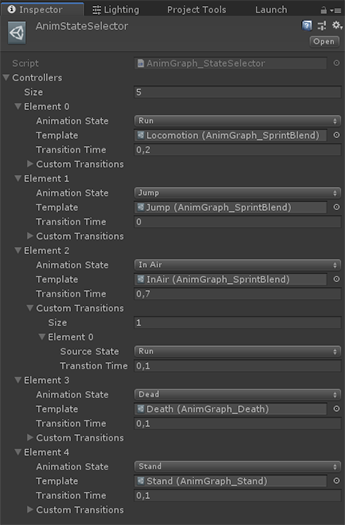 Inspector Lighting Project Tools Launch
AnimStateSelector
Open
Script AnimGraph_StateSelector
Controllers
Size 5
Element 0
Animation State Run
Template Locomotion (AnimGraph_SprintBlend)
Transition Time 0,2
Custom Transitions
Element 1
Animation State Jump
Template Jump (AnimGraph_SprintBlend)
Transition Time 0
Custom Transitions
Element 2
Animation State In Air
Template InAir (AnimGraph_SprintBlend)
Transition Time 0,7
Custom Transitions
Size 1
Element 0
Source State Run
Transtion Time 0,1
Element 3
Animation State Dead
Template Death (AnimGraph_Death)
Transition Time 0,1
Custom Transitions
Element 4
Animation State Stand
Template Stand (AnimGraph_Stand)
Transition Time 0,1
Custom Transitions